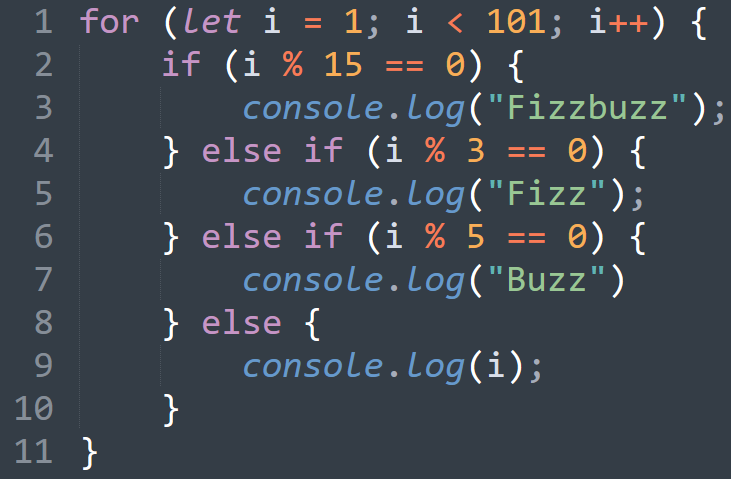 1 for (let i = 1; i < 101; i++) {
2     if (i % 15 == 0) {
3         console.log("Fizzbuzz");
4     } else if (i % 3 == 0) {
5         console.log("Fizz");
6     } else if (i % 5 == 0) {
7         console.log("Buzz")
8     } else {
9         console.log(i);
10     }
11 }